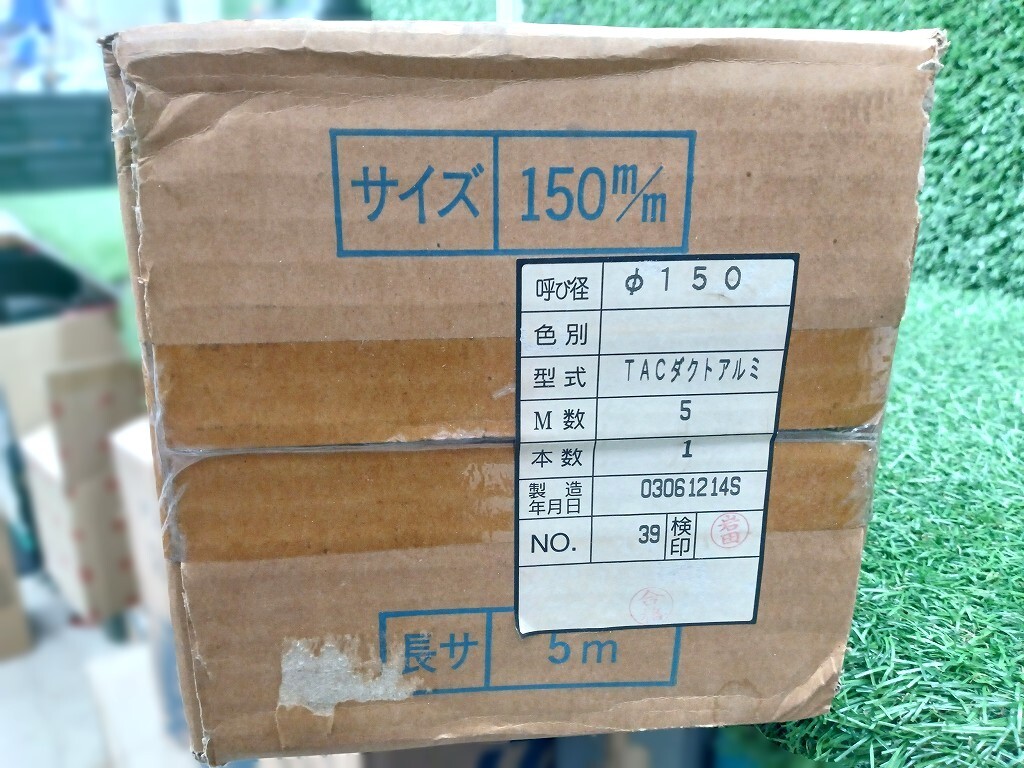 サイズ 150m/m
呼び径 φ150
色別
型式 TACダクトアルミ
M数 5
本数 1
製造年月日 03061214S
NO. 39 検印 岩田
長サ 5m